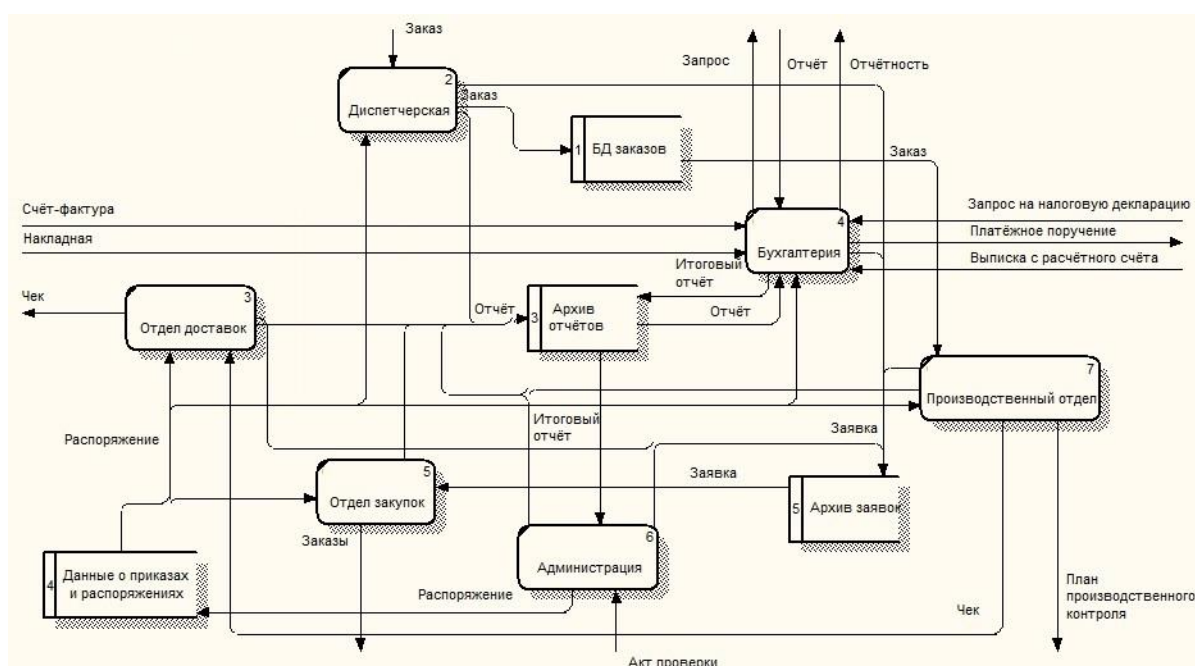 Заказ
Запрос
Отчёт
Отчётность
2
Диспетчерская
Заказ
1
БД заказов
Заказ
Счёт-фактура
Накладная
4
Бухгалтерия
Запрос на налоговую декларацию
Платёжное поручение
Выписка с расчётного счёта
Итоговый
отчёт
Чек
3
Отдел доставок
Отчёт
3
Архив
отчётов
Отчёт
7
Производственный отдел
Распоряжение
Итоговый
отчёт
Заявка
5
Отдел закупок
Заявка
5
Архив заявок
Заказы
6
Администрация
4
Данные о приказах
и распоряжениях
Распоряжение
Чек
План
производственного
контроля
Акт проверки